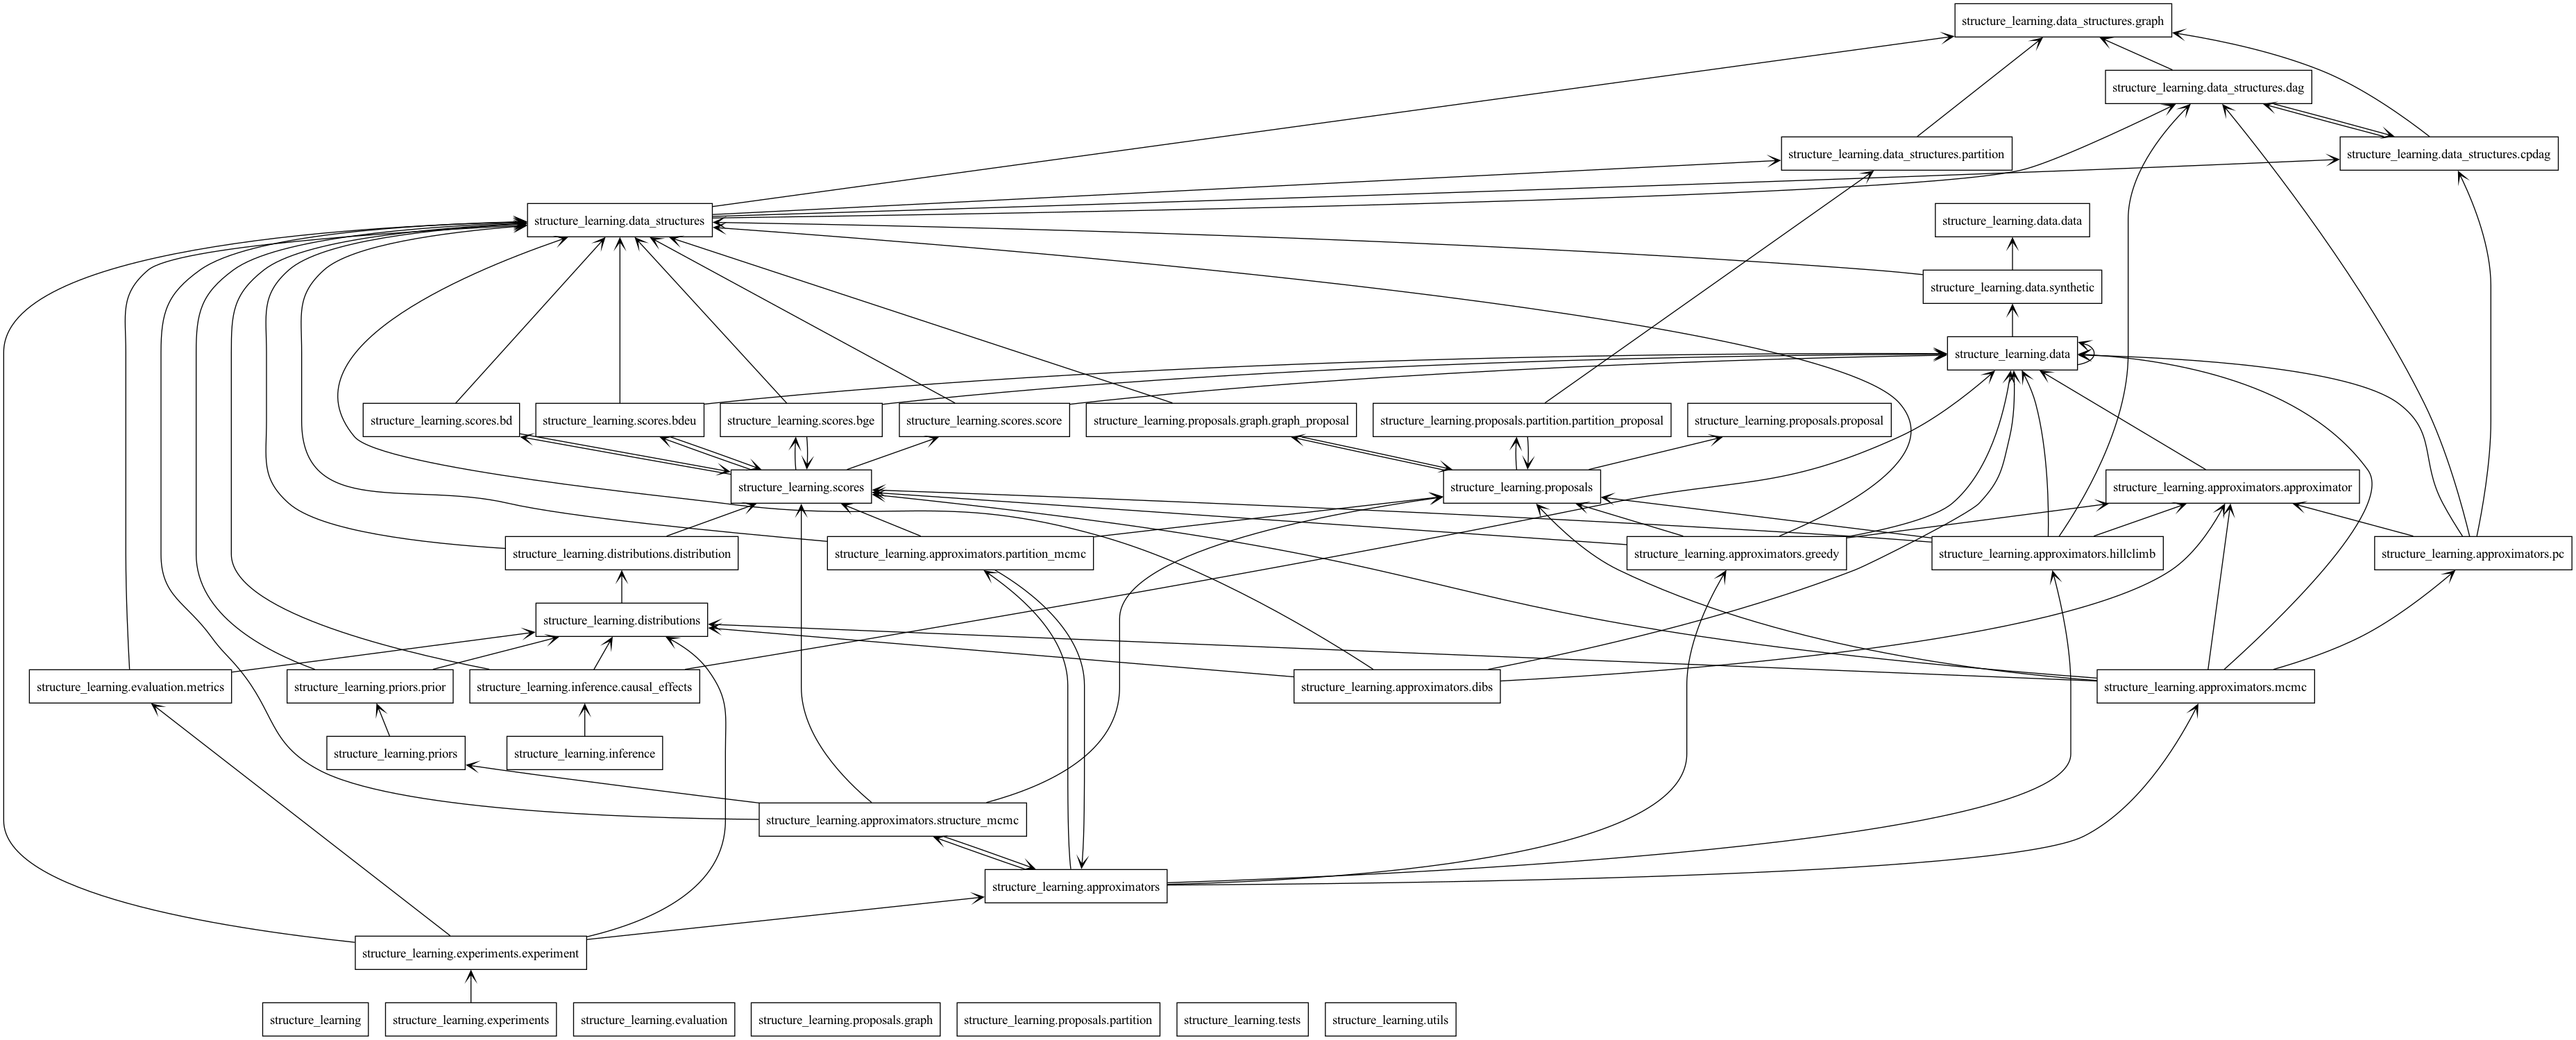 structure_learning.data_structures.graph
structure_learning.data_structures.dag
structure_learning.data_structures.partition
structure_learning.data_structures.cpdag
structure_learning.data_structures
structure_learning.data.data
structure_learning.data.synthetic
structure_learning.data
structure_learning.scores.bd
structure_learning.scores.bdeu
structure_learning.scores.bge
structure_learning.scores.score
structure_learning.proposals.graph.graph_proposal
structure_learning.proposals.partition.partition_proposal
structure_learning.proposals.proposal
structure_learning.scores
structure_learning.proposals
structure_learning.approximators.approximator
structure_learning.distributions.distribution
structure_learning.approximators.partition_mcmc
structure_learning.approximators.greedy
structure_learning.approximators.hillclimb
structure_learning.approximators.pc
structure_learning.distributions
structure_learning.evaluation.metrics
structure_learning.priors.prior
structure_learning.inference.causal_effects
structure_learning.approximators.dibs
structure_learning.approximators.mcmc
structure_learning.priors
structure_learning.inference
structure_learning.approximators.structure_mcmc
structure_learning.approximators
structure_learning.experiments.experiment
structure_learning
structure_learning.experiments
structure_learning.evaluation
structure_learning.proposals.graph
structure_learning.proposals.partition
structure_learning.tests
structure_learning.utils